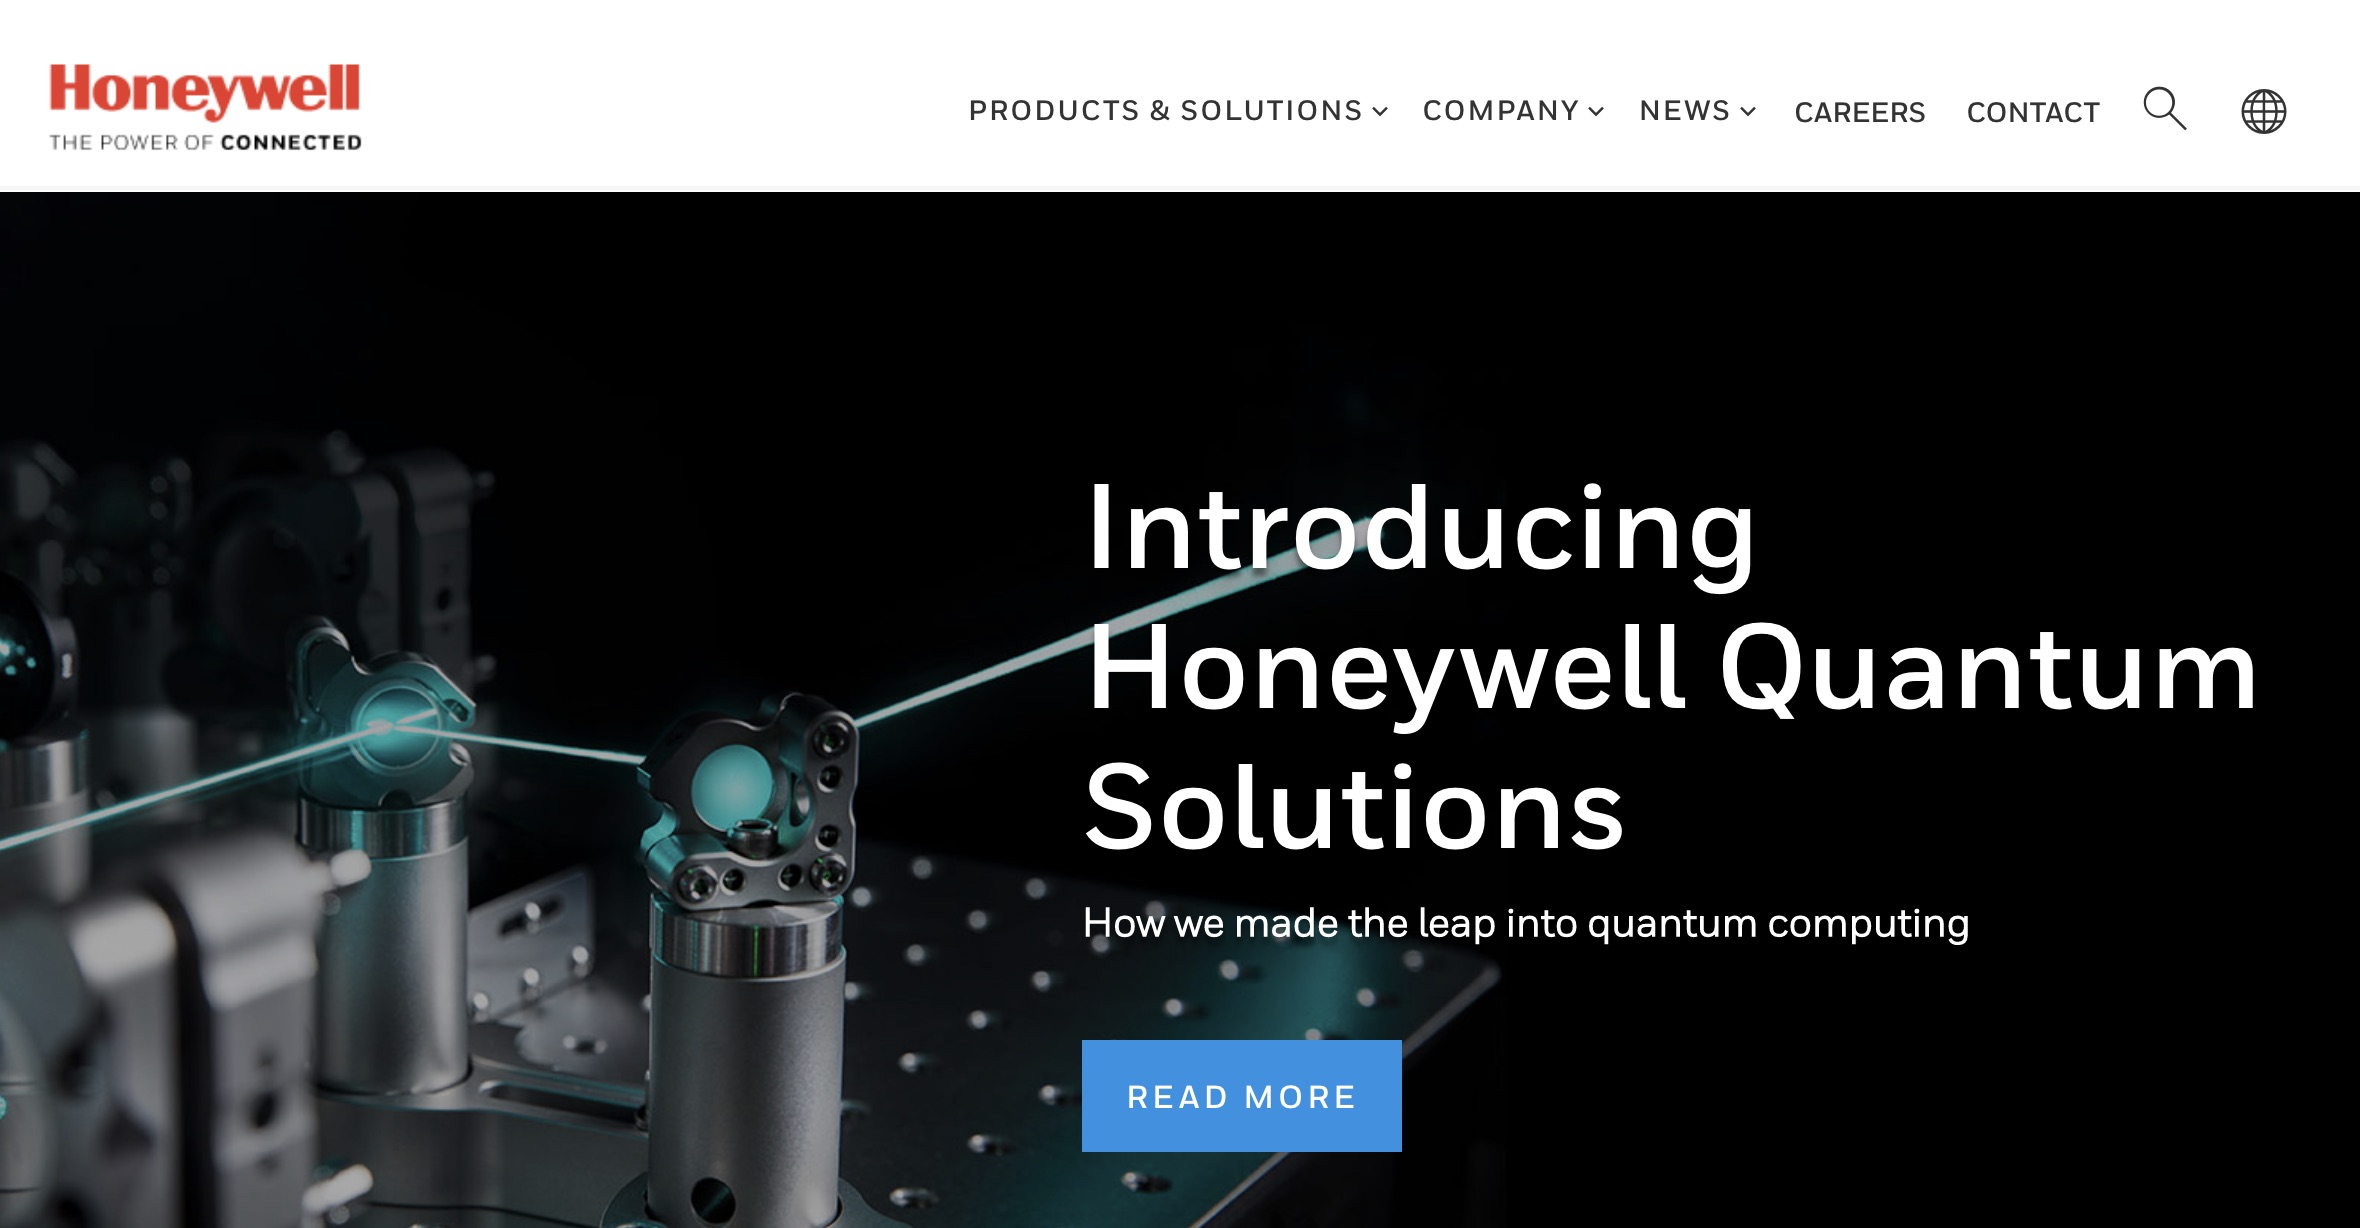 Honeywell
THE POWER OF CONNECTED
PRODUCTS & SOLUTIONS COMPANY NEWS CAREERS CONTACT
Introducing
Honeywell Quantum
Solutions
How we made the leap into quantum computing
READ MORE